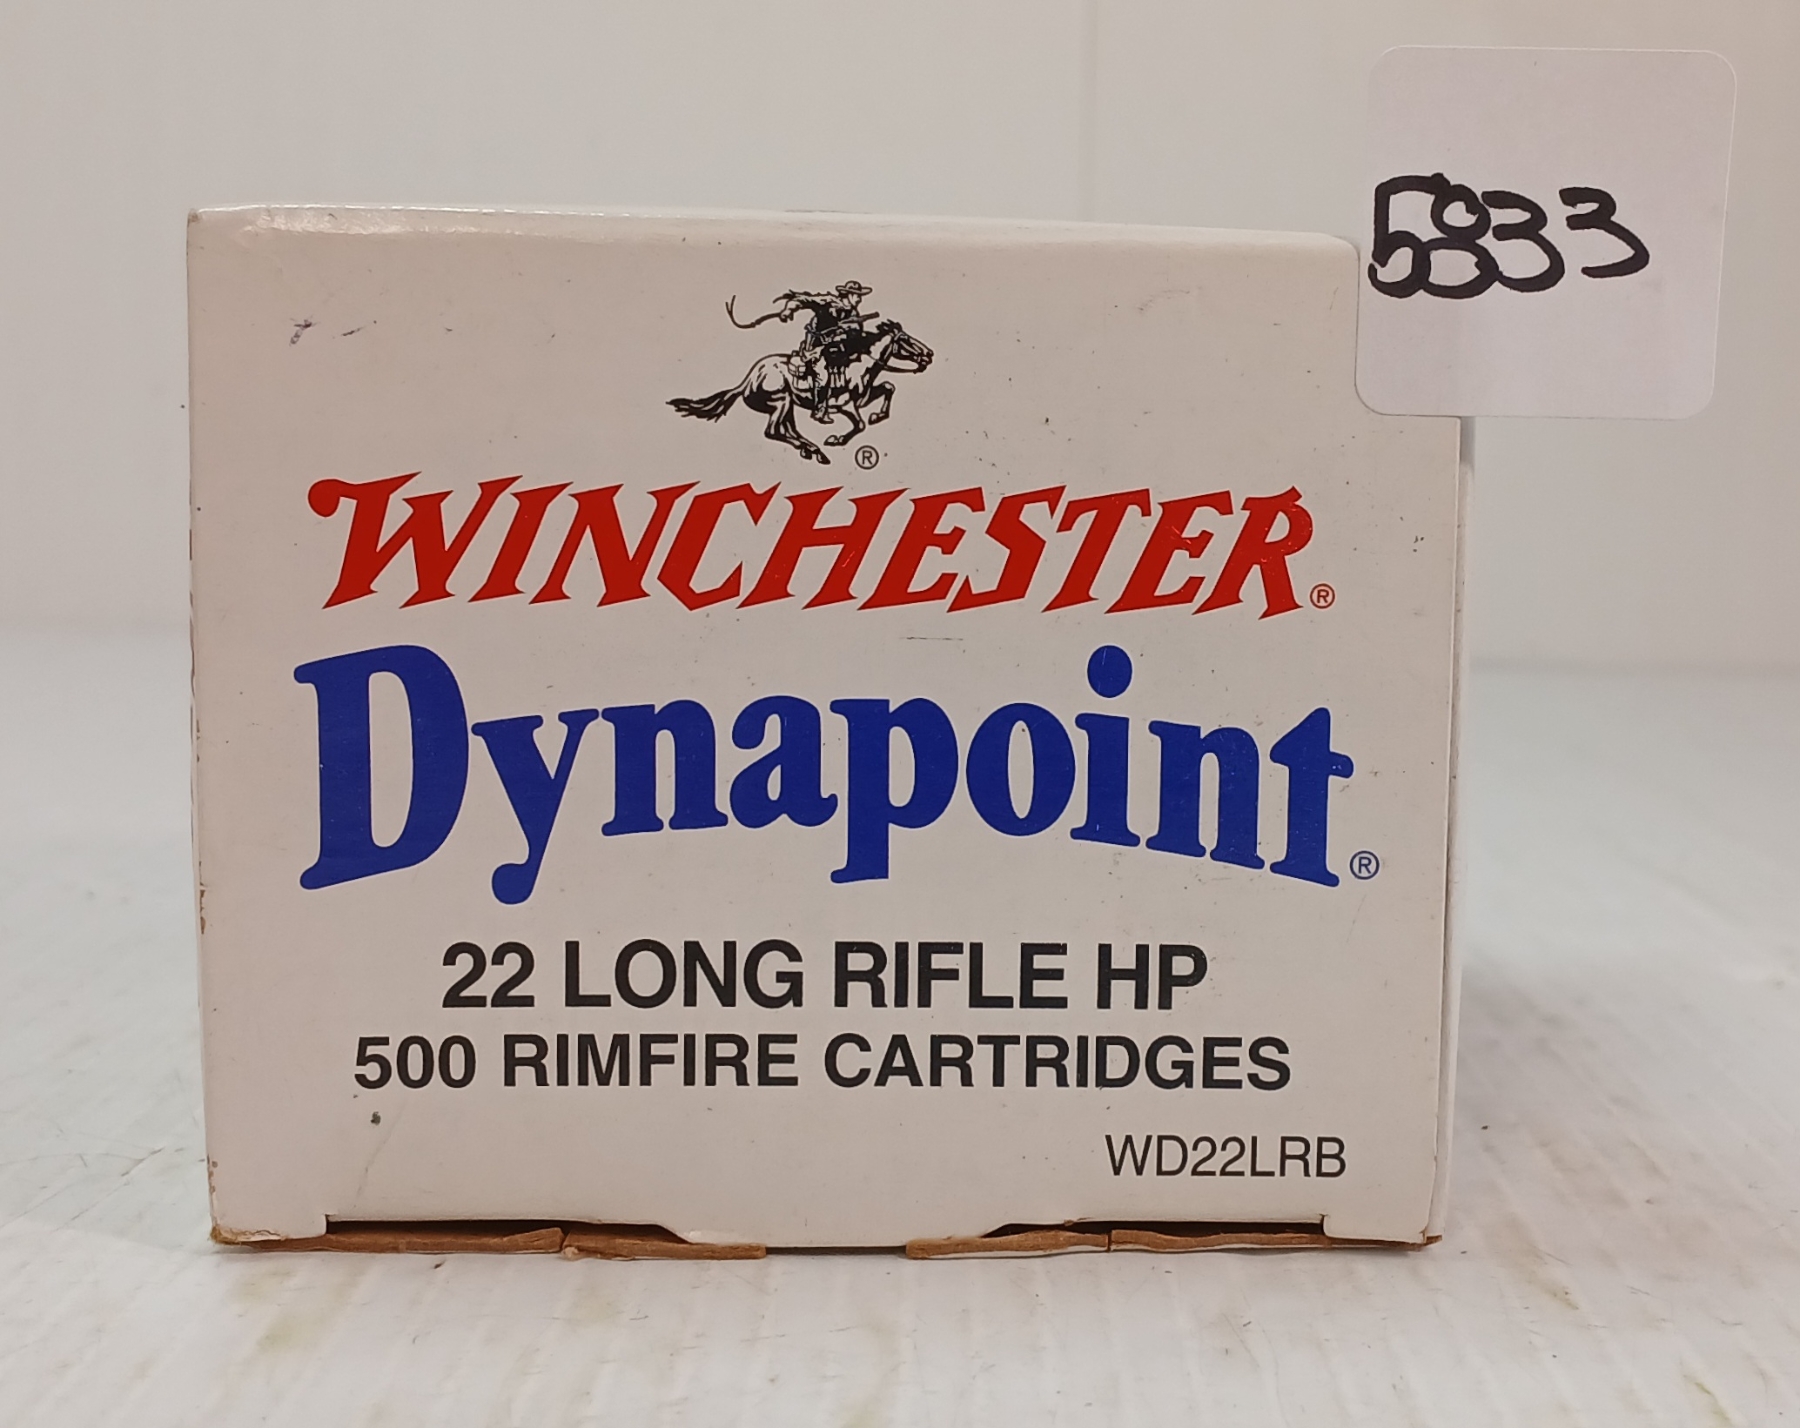 5833
®
WINCHESTER®
Dynapoint®
22 LONG RIFLE HP
500 RIMFIRE CARTRIDGES
WD22LRB